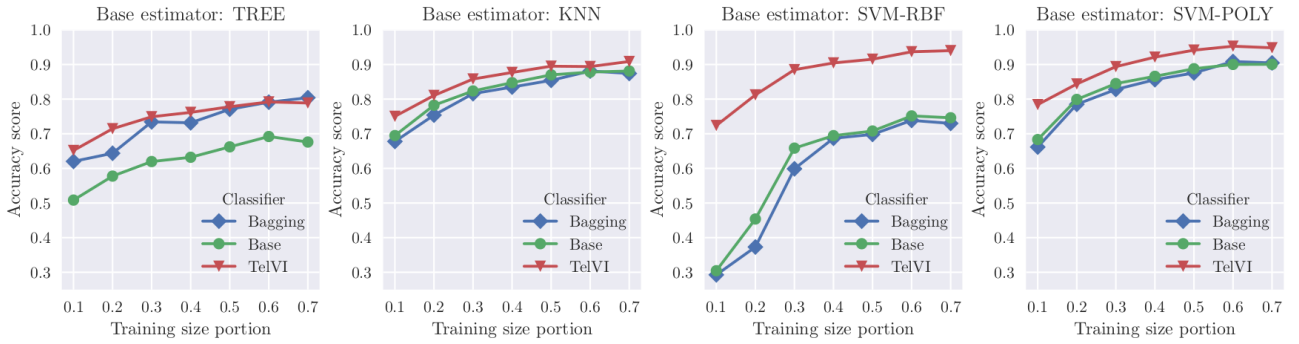 Base estimator: TREE
1.0
0.9
0.8
0.7
0.6
0.5
0.4
0.3
Accuracy score
Classifier
Bagging
Base
TelVI
0.1 0.2 0.3 0.4 0.5 0.6 0.7
Training size portion
Base estimator: KNN
1.0
0.9
0.8
0.7
0.6
0.5
0.4
0.3
Accuracy score
Classifier
Bagging
Base
TelVI
0.1 0.2 0.3 0.4 0.5 0.6 0.7
Training size portion
Base estimator: SVM-RBF
1.0
0.9
0.8
0.7
0.6
0.5
0.4
0.3
Accuracy score
Classifier
Bagging
Base
TelVI
0.1 0.2 0.3 0.4 0.5 0.6 0.7
Training size portion
Base estimator: SVM-POLY
1.0
0.9
0.8
0.7
0.6
0.5
0.4
0.3
Accuracy score
Classifier
Bagging
Base
TelVI
0.1 0.2 0.3 0.4 0.5 0.6 0.7
Training size portion